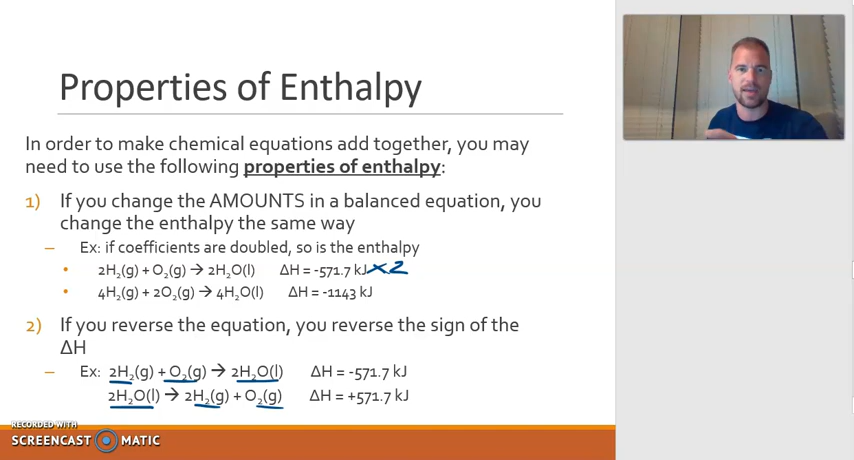 Properties of Enthalpy
In order to make chemical equations add together, you may
need to use the following properties of enthalpy:
1) If you change the AMOUNTS in a balanced equation, you
change the enthalpy the same way
– Ex: if coefficients are doubled, so is the enthalpy
• 2H₂(g) + O₂(g) → 2H₂O(l) ΔH = -571.7 kJ ×2
• 4H₂(g) + 2O₂(g) → 4H₂O(l) ΔH = -1143 kJ
2) If you reverse the equation, you reverse the sign of the
ΔH
– Ex: 2H₂(g) + O₂(g) → 2H₂O(l) ΔH = -571.7 kJ
2H₂O(l) → 2H₂(g) + O₂(g) ΔH = +571.7 kJ
RECORDED WITH
SCREENCAST MATIC